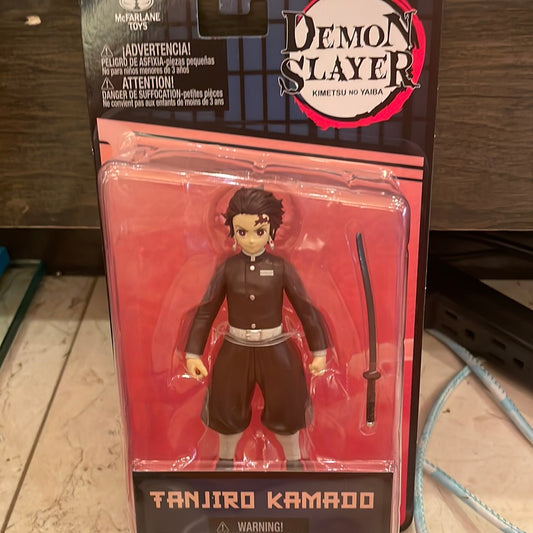 McFARLANE
TOYS
¡ADVERTENCIA!
PELIGRO DE ASFIXIA-piezas pequeñas
No para niños menores de 3 años
ATTENTION!
DANGER DE SUFFOCATION-petites pièces
Ne convient pas aux enfants de moins de 3 ans
DEMON
SLAYER
KIMETSU NO YAIBA
TANJIRO KAMADO
WARNING!